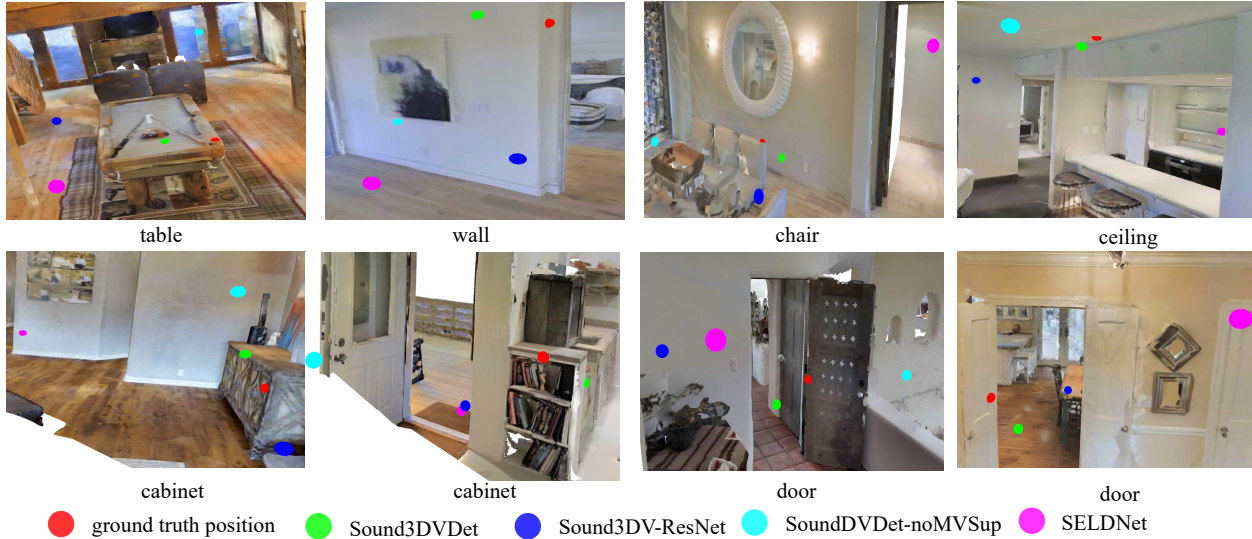 table wall chair ceiling
cabinet cabinet door door
ground truth position Sound3DVDet Sound3DV-ResNet SoundDVDet-noMVSup SELDNet